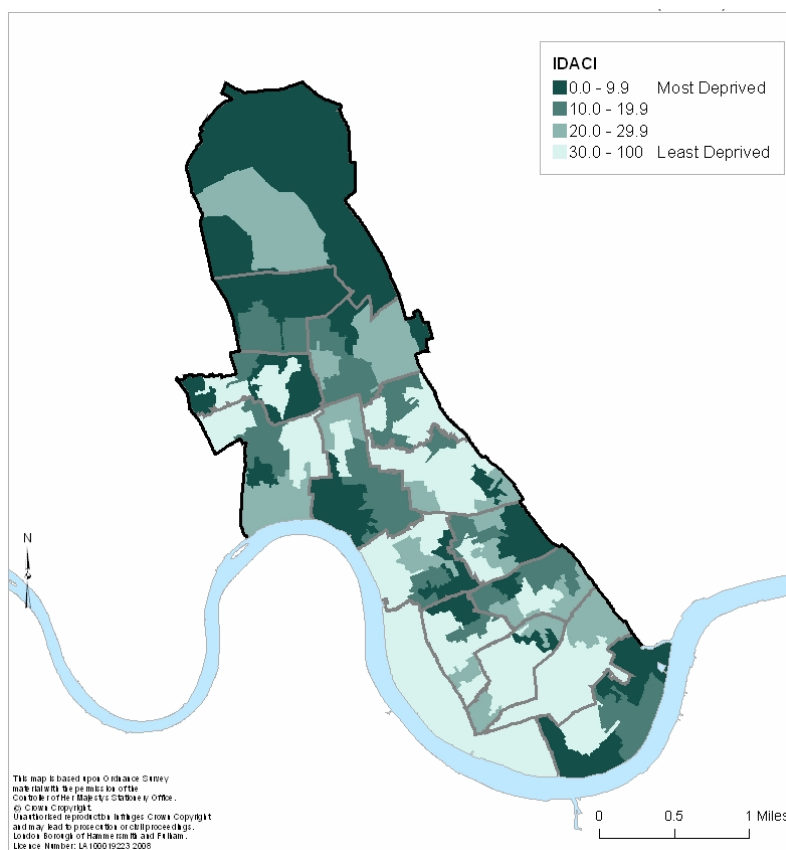 IDACI
0.0 - 9.9 Most Deprived
10.0 - 19.9
20.0 - 29.9
30.0 - 100 Least Deprived
N
This map is based upon Ordnance Survey
material with the permission of the
Controller of Her Majestys Stationery Office.
© Crown Copyright.
Unauthorised reproduction infringes Crown Copyright
and may lead to prosecution or civil proceedings.
London Borough of Hammersmith and Fulham.
Licence Number: LA100019223 2008
0 0.5 1 Miles